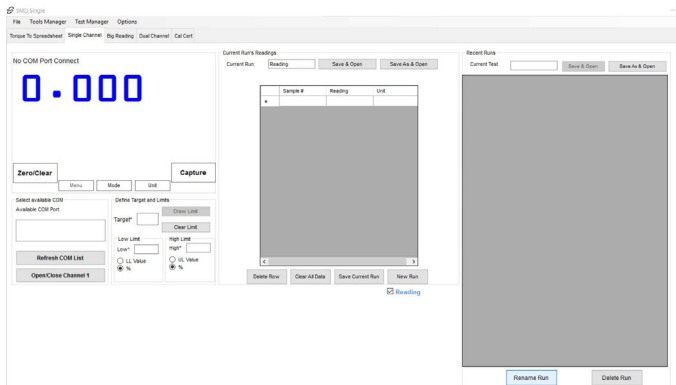 SMD Single
File Tools Manager Test Manager Options
Torque To Spreadsheet Single Channel Big Reading Dual Channel Cal Cert
No COM Port Connect
0.000
Zero/Clear
Capture
Menu Mode Unit
Select available COM
Available COM Port
Refresh COM List
Open/Close Channel 1
Define Target and Limits
Target*
Draw Limit
Clear Limit
Low Limit
Low*
LL Value
%
High Limit
High*
UL Value
%
Current Run's Readings
Current Run: Reading Save & Open Save As & Open
Sample # Reading Unit
Delete Row Clear All Data Save Current Run New Run
Reading
Recent Runs
Current Test Save & Open Save As & Open
Rename Run Delete Run